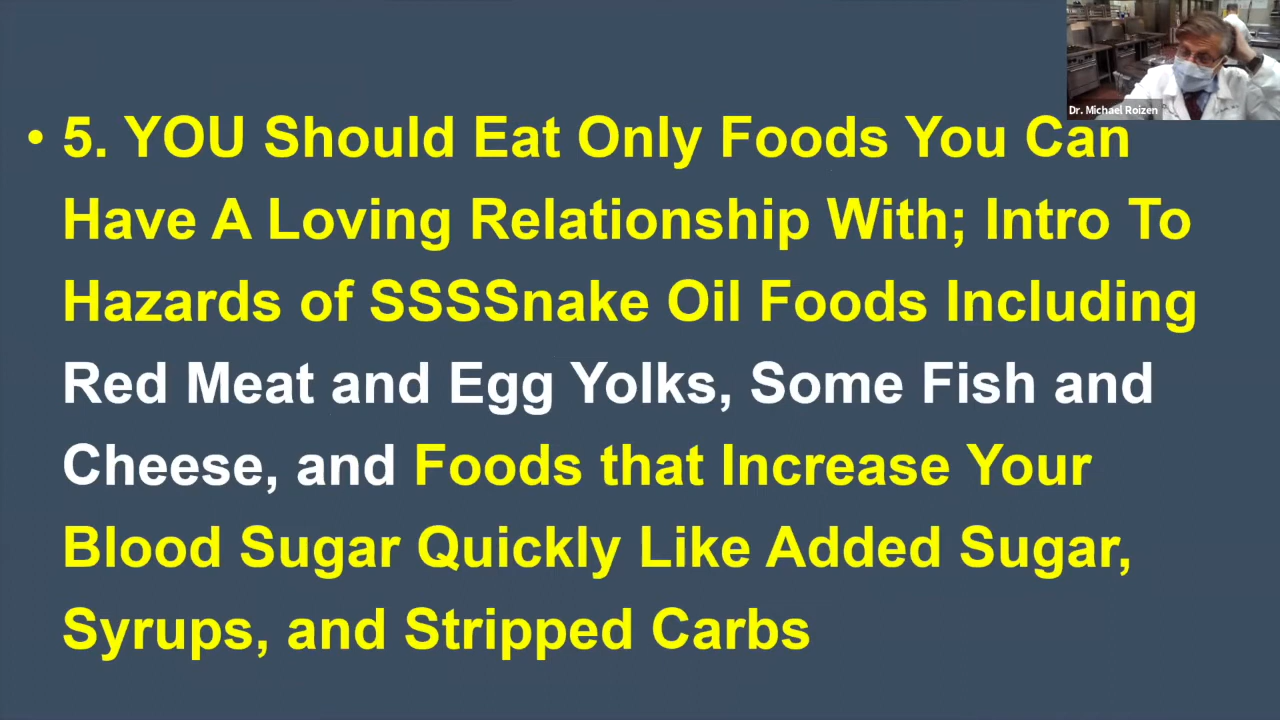 Dr. Michael Roizen
• 5. YOU Should Eat Only Foods You Can
Have A Loving Relationship With; Intro To
Hazards of SSSSnake Oil Foods Including
Red Meat and Egg Yolks, Some Fish and
Cheese, and Foods that Increase Your
Blood Sugar Quickly Like Added Sugar,
Syrups, and Stripped Carbs